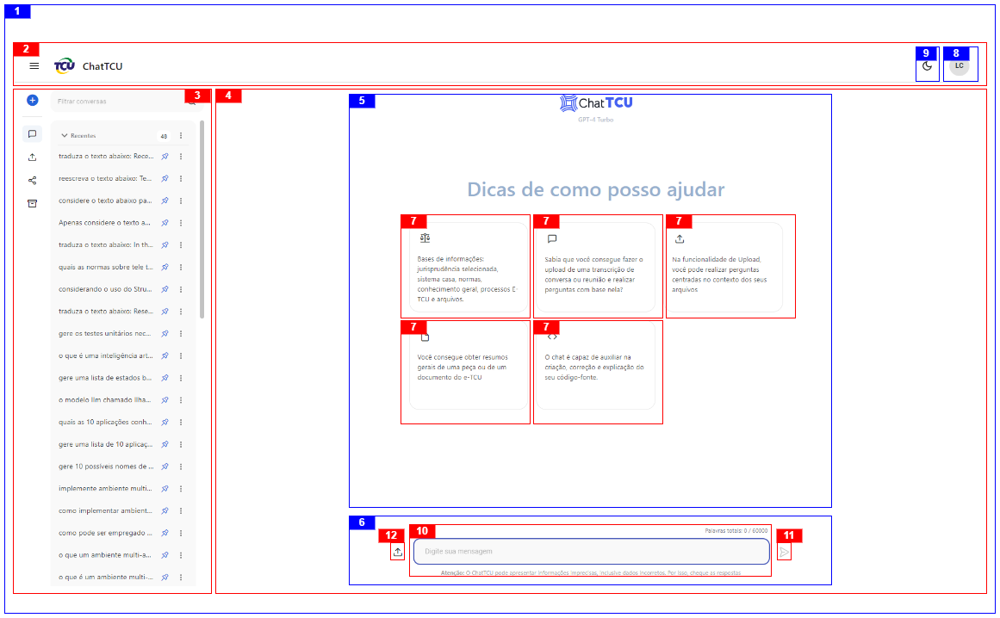 1
2
9
8
TCU ChatTCU
LC
3
4
5
Filtrar conversas
Chat TCU
GPT-4 Turbo
Recentes 48
traduza o texto abaixo: Rece...
reescreva o texto abaixo: Te...
considere o texto abaixo pa...
Apenas considere o texto a...
traduza o texto abaixo: In th...
quais as normas sobre tele t...
considerando o uso do Stru...
traduza o texto abaixo: Rese...
gere os testes unitários nec...
o que é uma inteligência art...
gere uma lista de estados b...
o modelo llm chamado llha...
quais as 10 aplicações conh...
gere uma lista de 10 aplicaç...
gere 10 possíveis nomes de ...
implemente ambiente multi...
como implementar ambient...
como pode ser empregado ...
o que um ambiente multi-a...
o que é um ambiente multi-...
Dicas de como posso ajudar
7
Bases de informações:
jurisprudência selecionada,
sistema casa, normas,
conhecimento geral, processos E-
TCU e arquivos.
7
Sabia que você consegue fazer o
upload de uma transcrição de
conversa ou reunião e realizar
perguntas com base nela?
7
Na funcionalidade de Upload,
você pode realizar perguntas
centradas no contexto dos seus
arquivos
7
Você consegue obter resumos
gerais de uma peça ou de um
documento do e-TCU
7
O chat é capaz de auxiliar na
criação, correção e explicação do
seu código-fonte.
6
12
10
11
Palavras totais: 0 / 60000
Digite sua mensagem
Atenção: O ChatTCU pode apresentar informações imprecisas, inclusive dados incorretos. Por isso, cheque as respostas